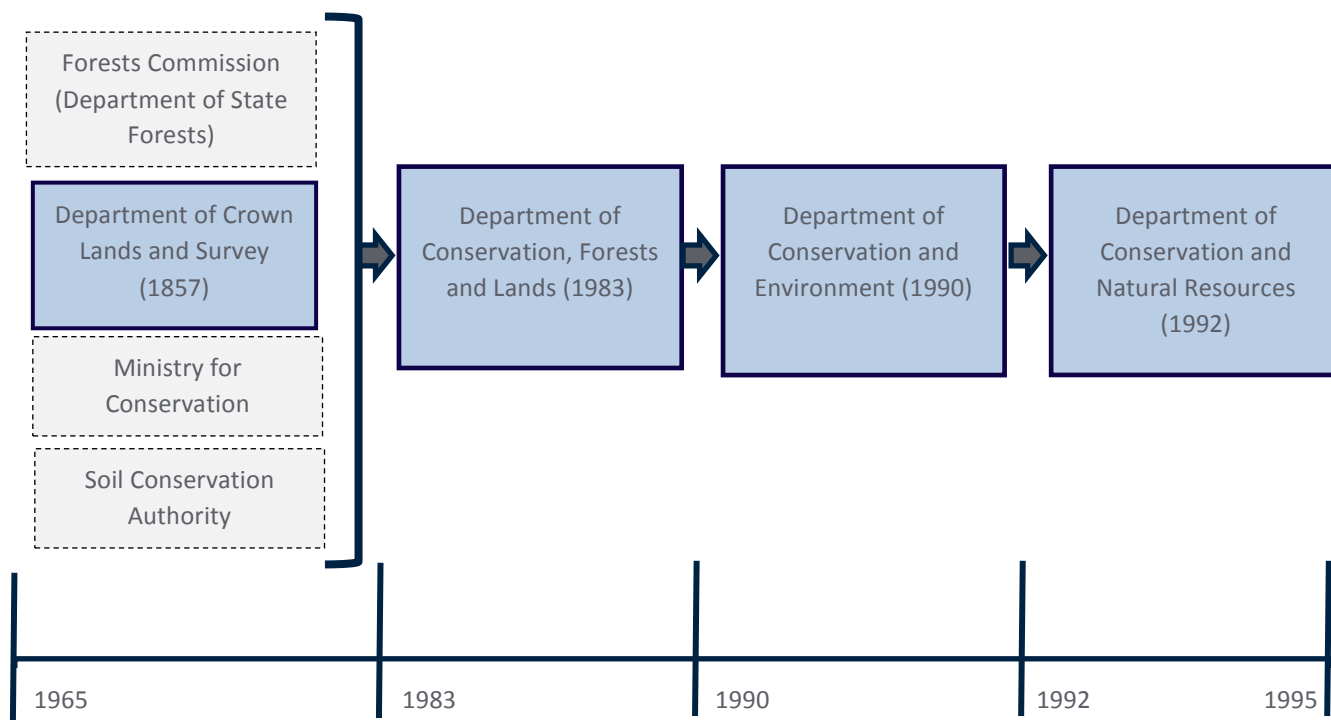 Forests Commission
(Department of State
Forests)
Department of Crown
Lands and Survey
(1857)
Ministry for
Conservation
Soil Conservation
Authority
Department of
Conservation, Forests
and Lands (1983)
Department of
Conservation and
Environment (1990)
Department of
Conservation and
Natural Resources
(1992)
1965
1983
1990
1992
1995